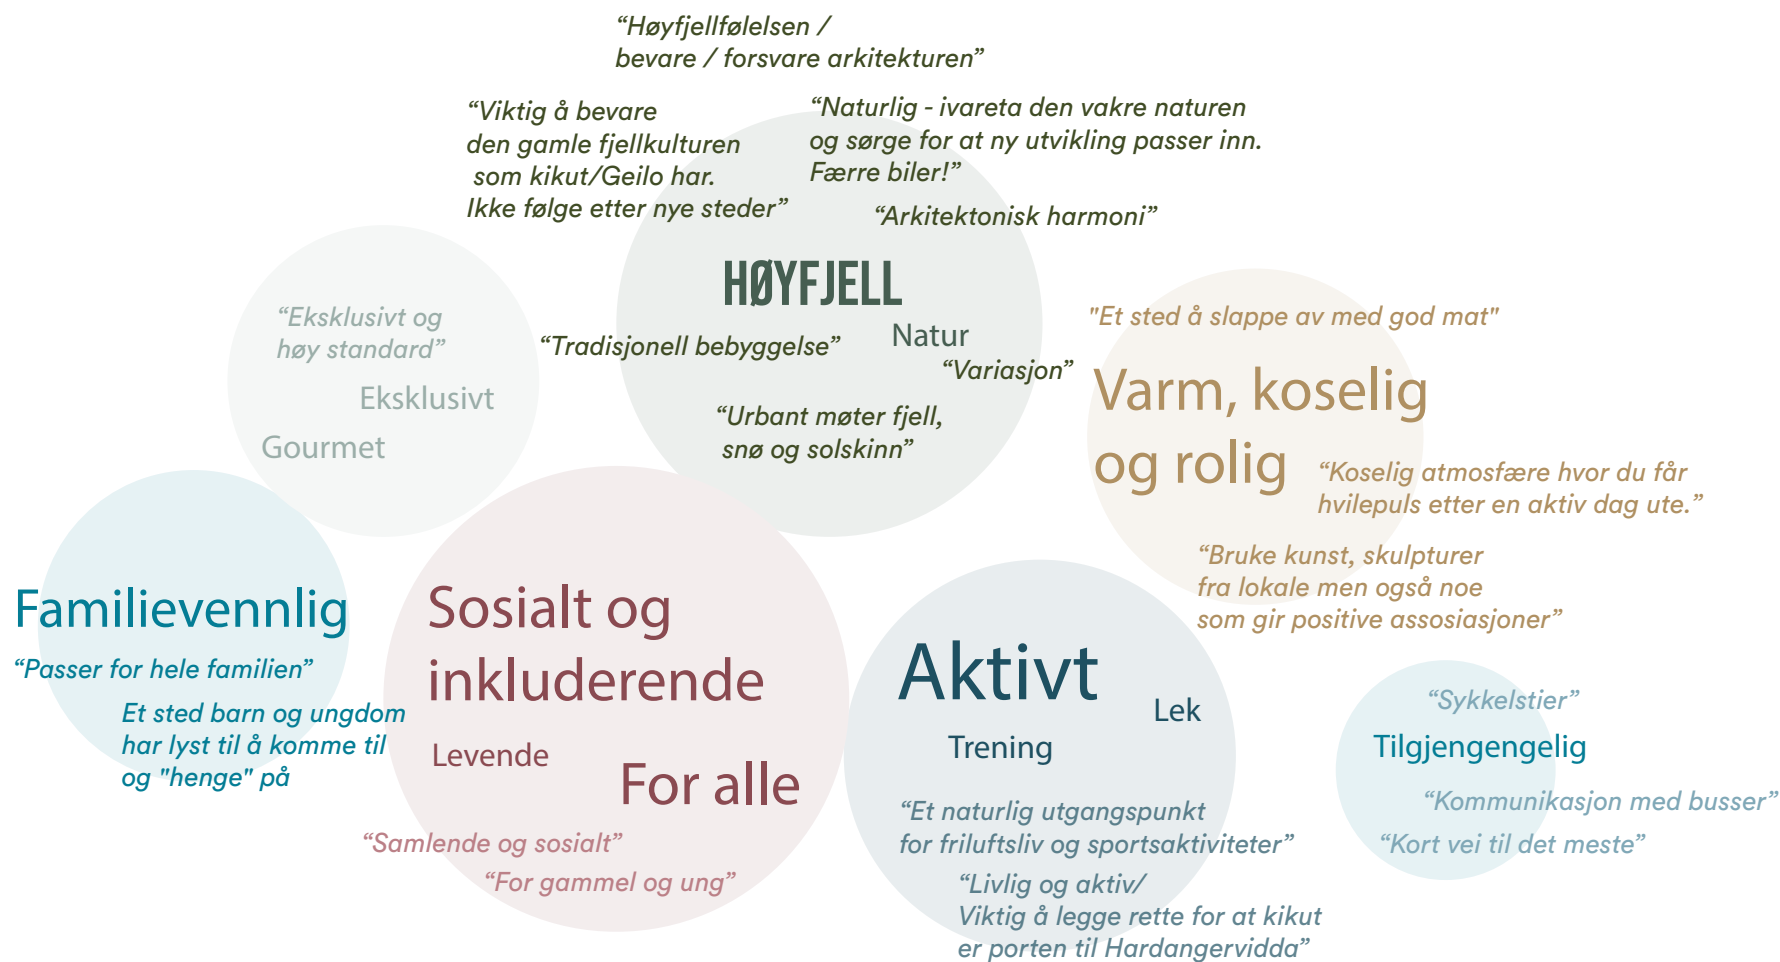 “Høyfjellfølelsen /
bevare / forsvare arkitekturen”
“Viktig å bevare
den gamle fjellkulturen
som kikut/Geilo har.
Ikke følge etter nye steder”
“Naturlig - ivareta den vakre naturen
og sørge for at ny utvikling passer inn.
Færre biler!”
“Arkitektonisk harmoni”
HØYFJELL
Natur
“Tradisjonell bebyggelse”
“Variasjon”
“Urbant møter fjell,
snø og solskinn”
“Eksklusivt og
høy standard”
Eksklusivt
Gourmet
"Et sted å slappe av med god mat"
Varm, koselig
og rolig
“Koselig atmosfære hvor du får
hvilepuls etter en aktiv dag ute.”
“Bruke kunst, skulpturer
fra lokale men også noe
som gir positive assosiasjoner”
Familievennlig
“Passer for hele familien”
Et sted barn og ungdom
har lyst til å komme til
og "henge" på
Sosialt og
inkluderende
Levende
For alle
“Samlende og sosialt”
“For gammel og ung”
Aktivt
Lek
Trening
“Et naturlig utgangspunkt
for friluftsliv og sportsaktiviteter”
“Livlig og aktiv/
Viktig å legge rette for at kikut
er porten til Hardangervidda”
“Sykkelstier”
Tilgjengengelig
“Kommunikasjon med busser”
“Kort vei til det meste”